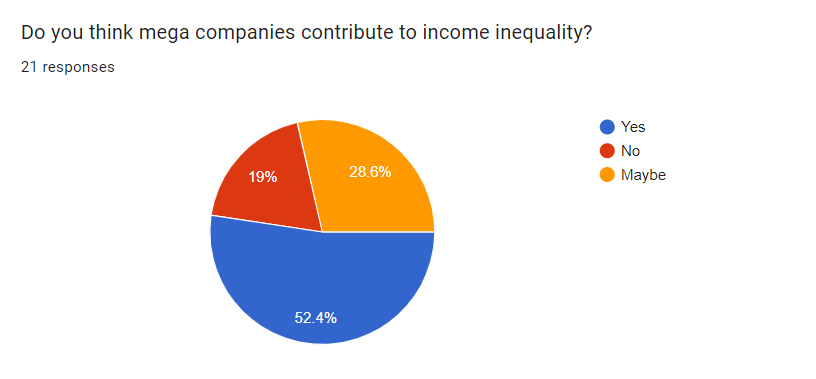 Do you think mega companies contribute to income inequality?
21 responses
Yes
No
Maybe
19%
28.6%
52.4%